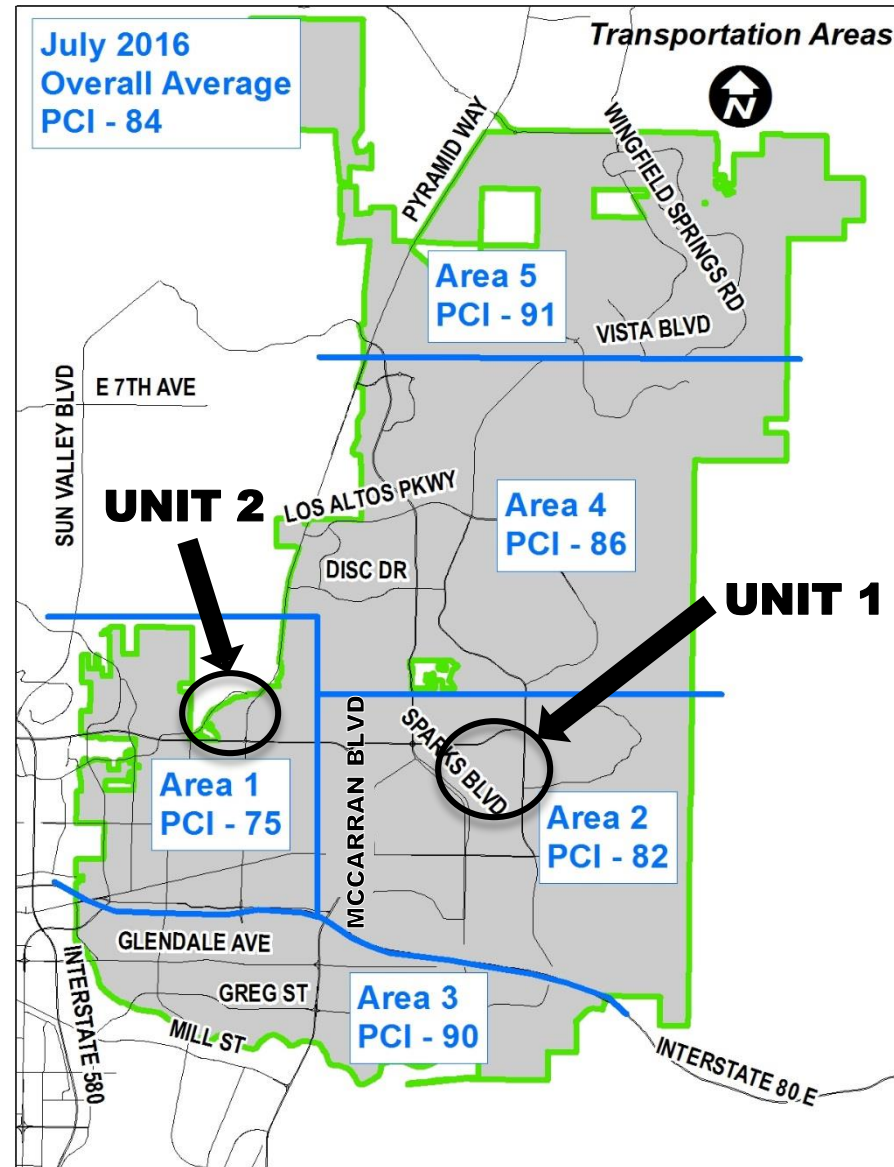 July 2016
Overall Average
PCI - 84
Transportation Areas
N
PYRAMID WAY
WINGFIELD SPRINGS RD
Area 5
PCI - 91
VISTA BLVD
E 7TH AVE
SUN VALLEY BLVD
UNIT 2
LOS ALTOS PKWY
Area 4
PCI - 86
DISC DR
UNIT 1
MCCARRAN BLVD
SPARKS BLVD
Area 1
PCI - 75
Area 2
PCI - 82
GLENDALE AVE
GREG ST
Area 3
PCI - 90
MILL ST
INTERSTATE 580
INTERSTATE 80 E